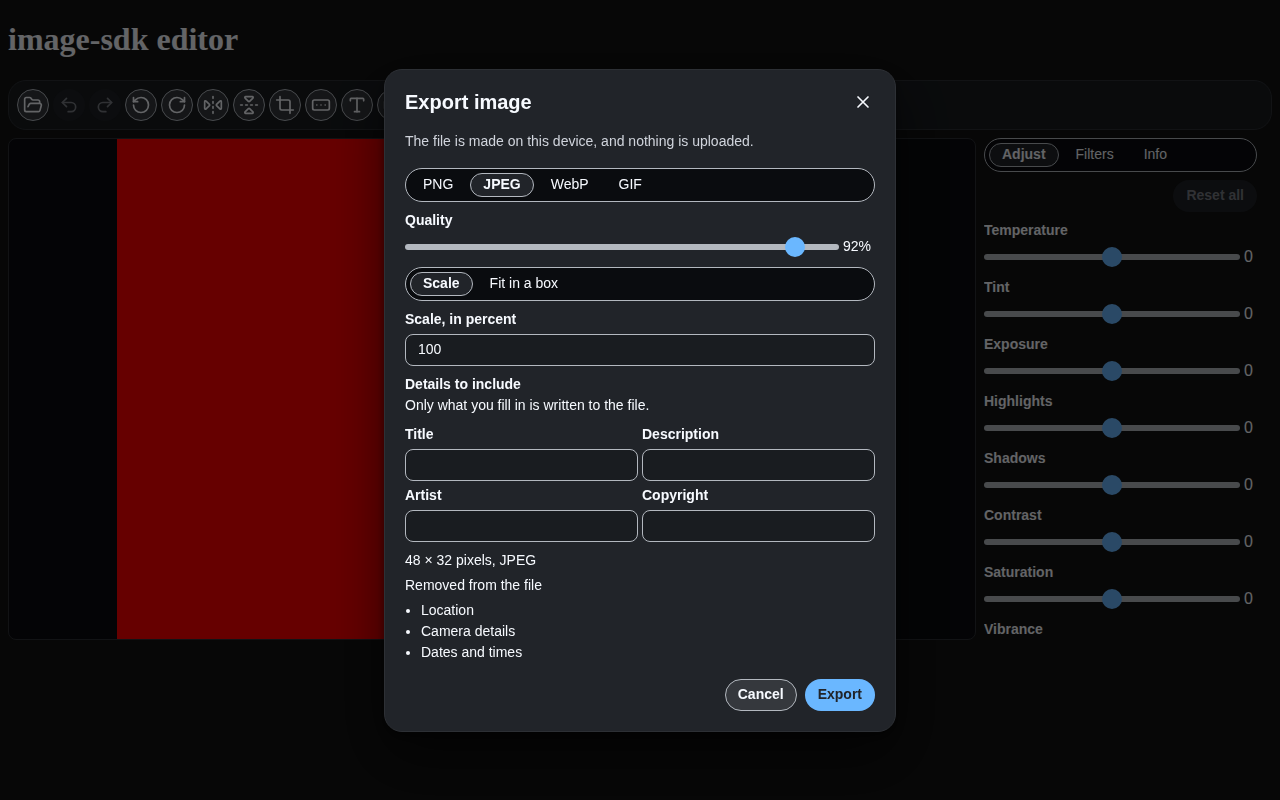 image-sdk editor
Export image
The file is made on this device, and nothing is uploaded.
PNG JPEG WebP GIF
Quality
92%
Scale Fit in a box
Scale, in percent
100
Details to include
Only what you fill in is written to the file.
Title Description
Artist Copyright
48 × 32 pixels, JPEG
Removed from the file
• Location
• Camera details
• Dates and times
Cancel Export
Adjust Filters Info
Reset all
Temperature
0
Tint
0
Exposure
0
Highlights
0
Shadows
0
Contrast
0
Saturation
0
Vibrance